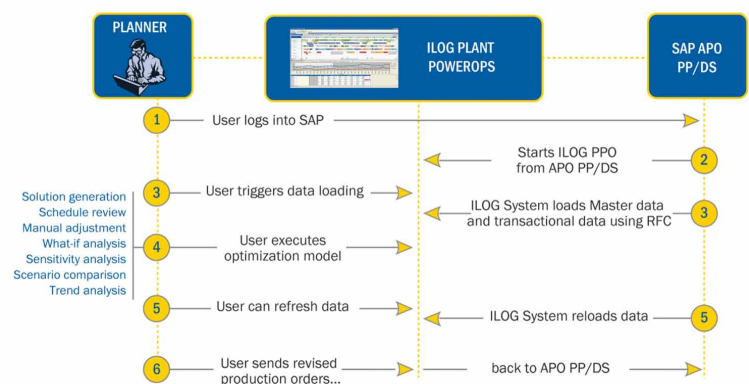 PLANNER
ILOG PLANT
POWEROPS
SAP APO
PP/DS
1
User logs into SAP
Starts ILOG PPO
from APO PP/DS
2
3
User triggers data loading
ILOG System loads Master data
and transactional data using RFC
3
Solution generation
Schedule review
Manual adjustment
What-if analysis
Sensitivity analysis
Scenario comparison
Trend analysis
4
User executes
optimization model
5
User can refresh data
ILOG System reloads data
5
6
User sends revised
production orders...
back to APO PP/DS